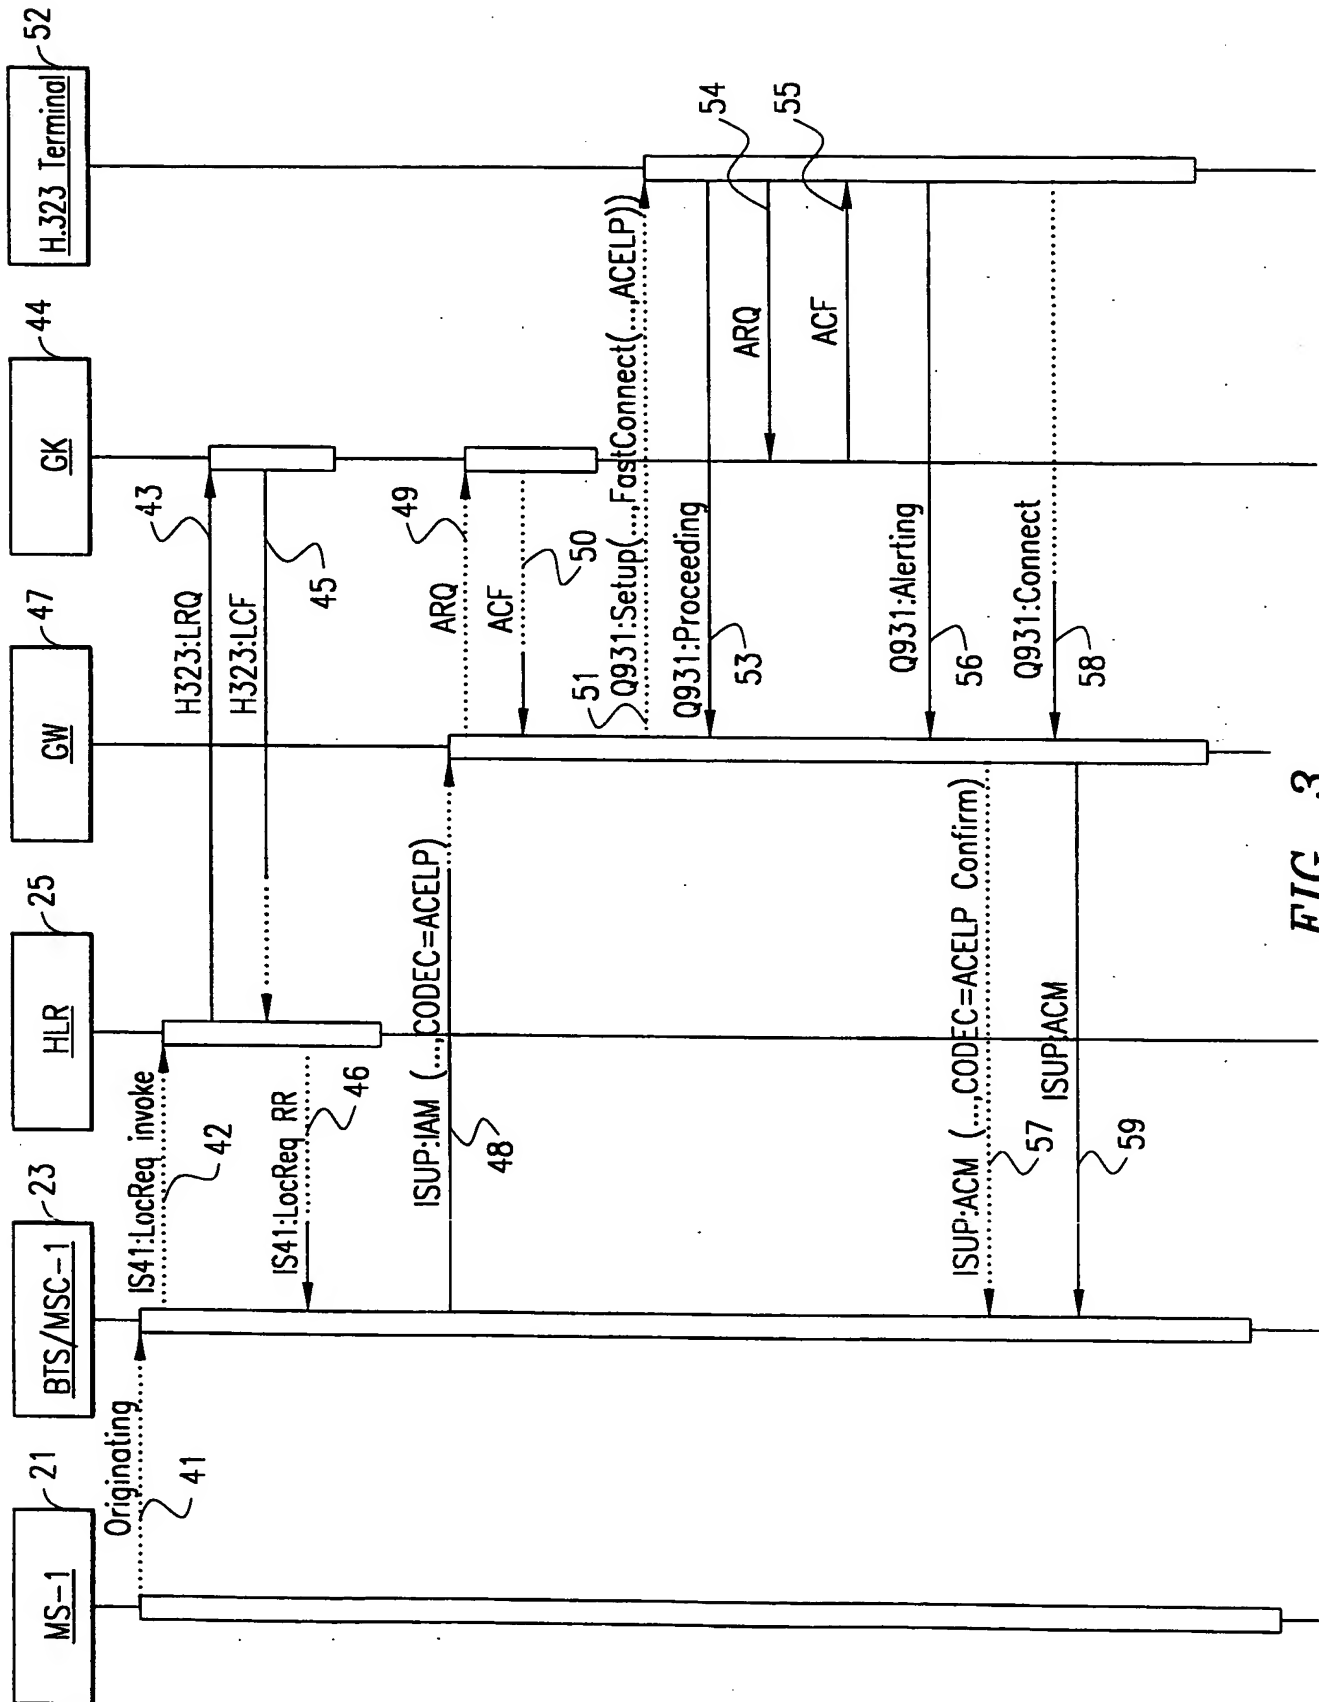 MS-1
21
BTS/MSC-1
23
HLR
25
GW
47
GK
44
H.323 Terminal
52
Originating
41
IS41:LocReq invoke
42
H323:LRQ
43
H323:LCF
45
IS41:LocReq RR
46
ISUP:IAM (...,CODEC=ACELP)
48
ARQ
49
ACF
50
51
Q931:Setup(...,FastConnect(...,ACELP))
Q931:Proceeding
53
ARQ
54
ACF
55
Q931:Alerting
56
ISUP:ACM (...,CODEC=ACELP Confirm)
57
Q931:Connect
58
ISUP:ACM
59
FIG. 3